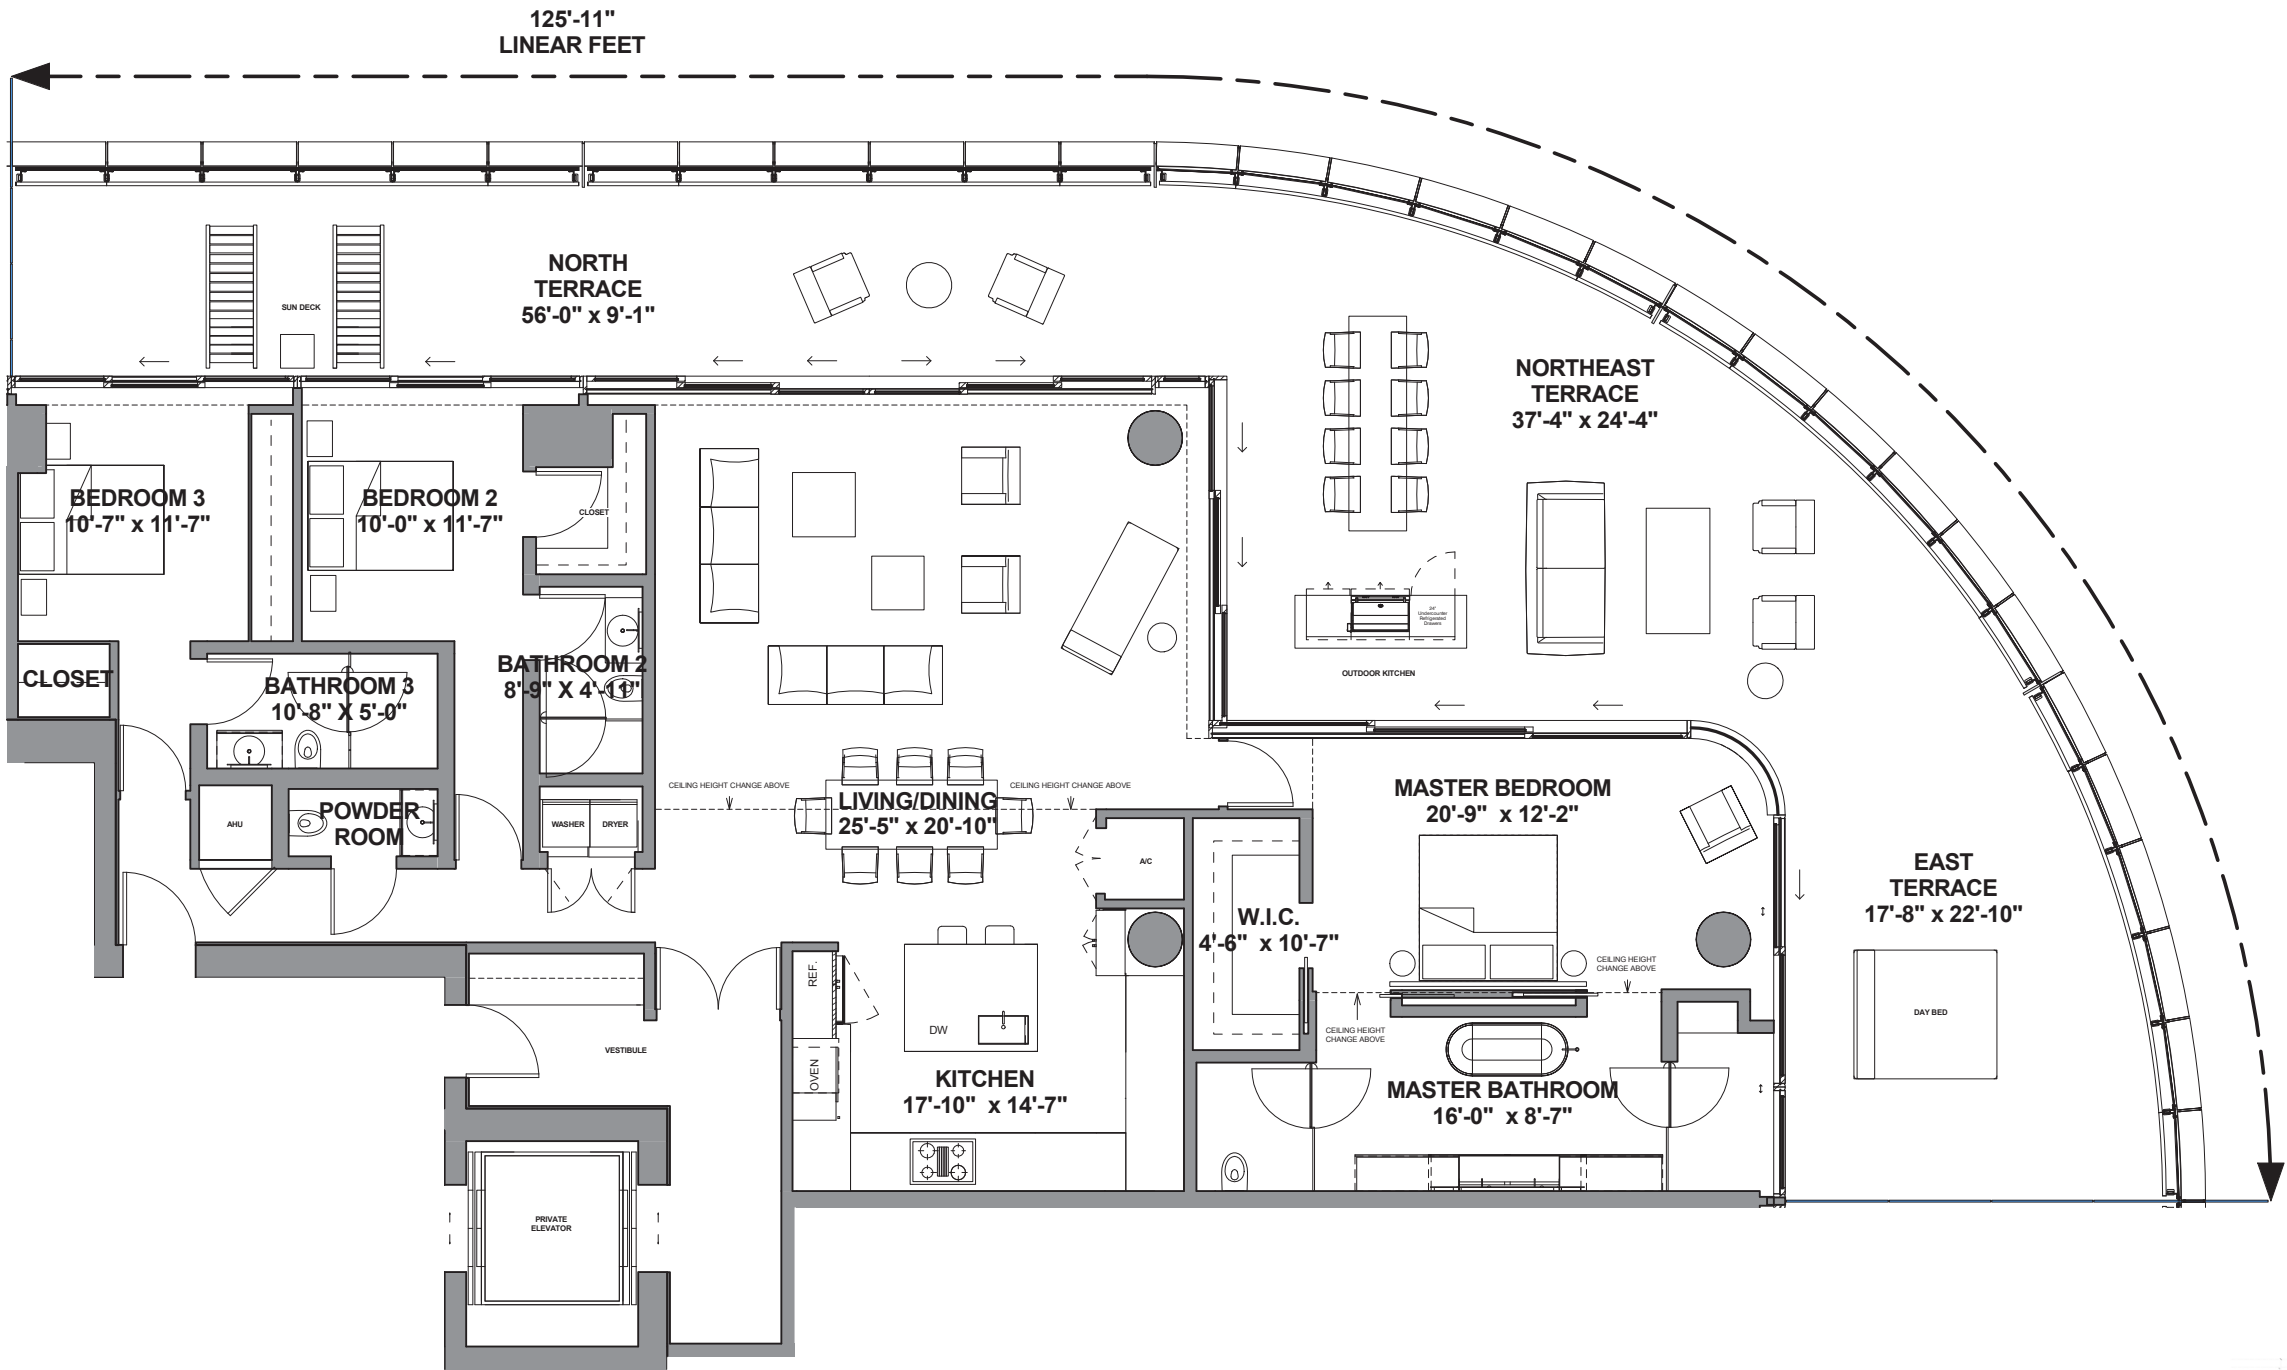 125'-11"
LINEAR FEET
NORTH
TERRACE
56'-0" x 9'-1"
SUN DECK
NORTHEAST
TERRACE
37'-4" x 24'-4"
BEDROOM 3
10'-7" x 11'-7"
BEDROOM 2
10'-0" x 11'-7"
CLOSET
24"
Undercounter
Refrigerated
Drawers
OUTDOOR KITCHEN
CLOSET
BATHROOM 3
10'-8" X 5'-0"
BATHROOM 2
8'-9" X 4'-11"
CEILING HEIGHT CHANGE ABOVE
CEILING HEIGHT CHANGE ABOVE
LIVING/DINING
25'-5" x 20'-10"
MASTER BEDROOM
20'-9" x 12'-2"
AHU
POWDER
ROOM
WASHER
DRYER
A/C
EAST
TERRACE
17'-8" x 22'-10"
W.I.C.
4'-6" x 10'-7"
CEILING HEIGHT
CHANGE ABOVE
REF.
DW
OVEN
CEILING HEIGHT
CHANGE ABOVE
DAY BED
VESTIBULE
KITCHEN
17'-10" x 14'-7"
MASTER BATHROOM
16'-0" x 8'-7"
PRIVATE
ELEVATOR